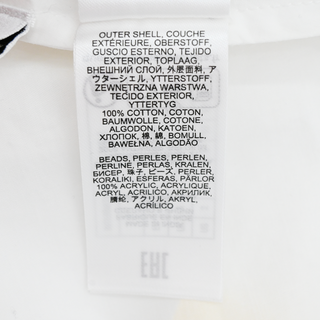 OUTER SHELL, COUCHE
EXTÉRIEURE, OBERSTOFF,
GUSCIO ESTERNO, TEJIDO
EXTERIOR, TOPLAAG,
ВНЕШНИЙ СЛОЙ, 外层面料, ア
ウターシェル, YTTERSTOFF,
ZEWNĘTRZNA WARSTWA,
TECIDO EXTERIOR,
YTTERTYG
100% COTTON, COTON,
BAUMWOLLE, COTONE,
ALGODON, KATOEN,
ХЛОПОК, 棉, 綿, BOMULL,
BAWEŁNA, ALGODÃO
BEADS, PERLES, PERLEN,
PERLINE, PERLAS, KRALEN,
БИСЕР, 珠子, ビーズ, PERLER,
KORALIKI, ESFERAS, PÄRLOR
100% ACRYLIC, ACRYLIQUE,
ACRYL, ACRILICO, АКРИЛИК,
腈纶, アクリル, AKRYL,
ACRÍLICO
EAC